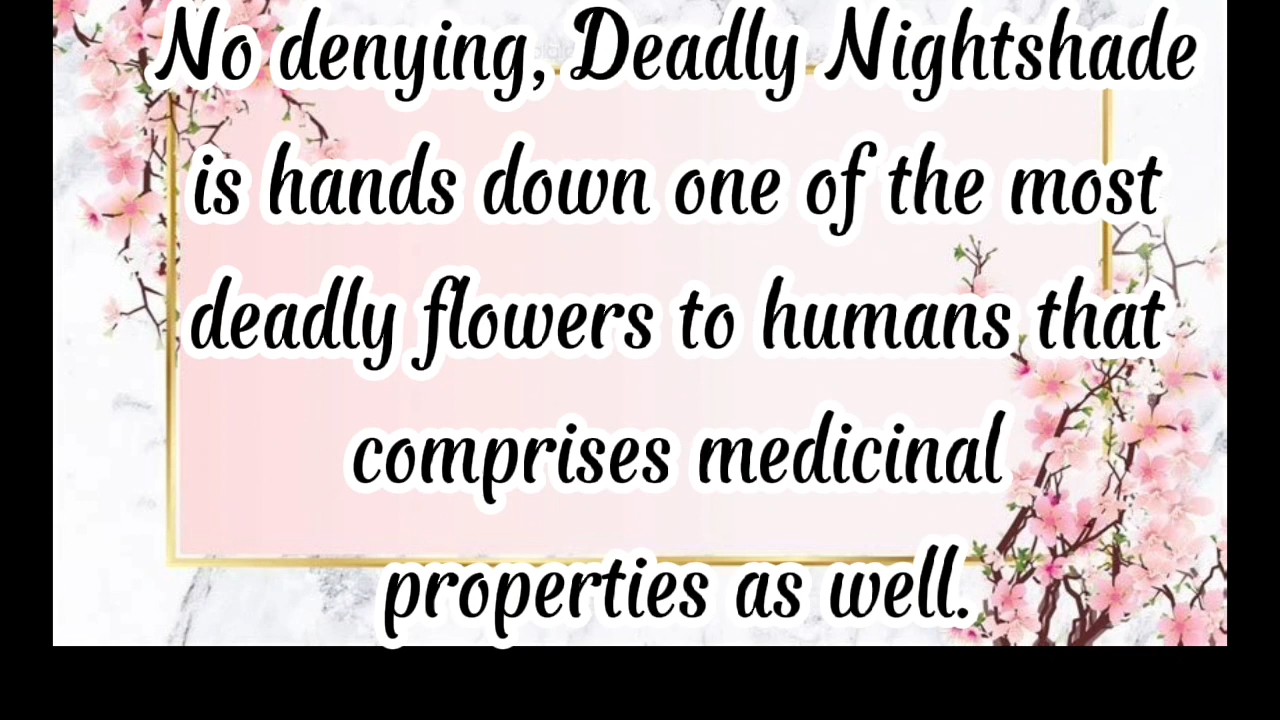 No denying, Deadly Nightshade
is hands down one of the most
deadly flowers to humans that
comprises medicinal
properties as well.